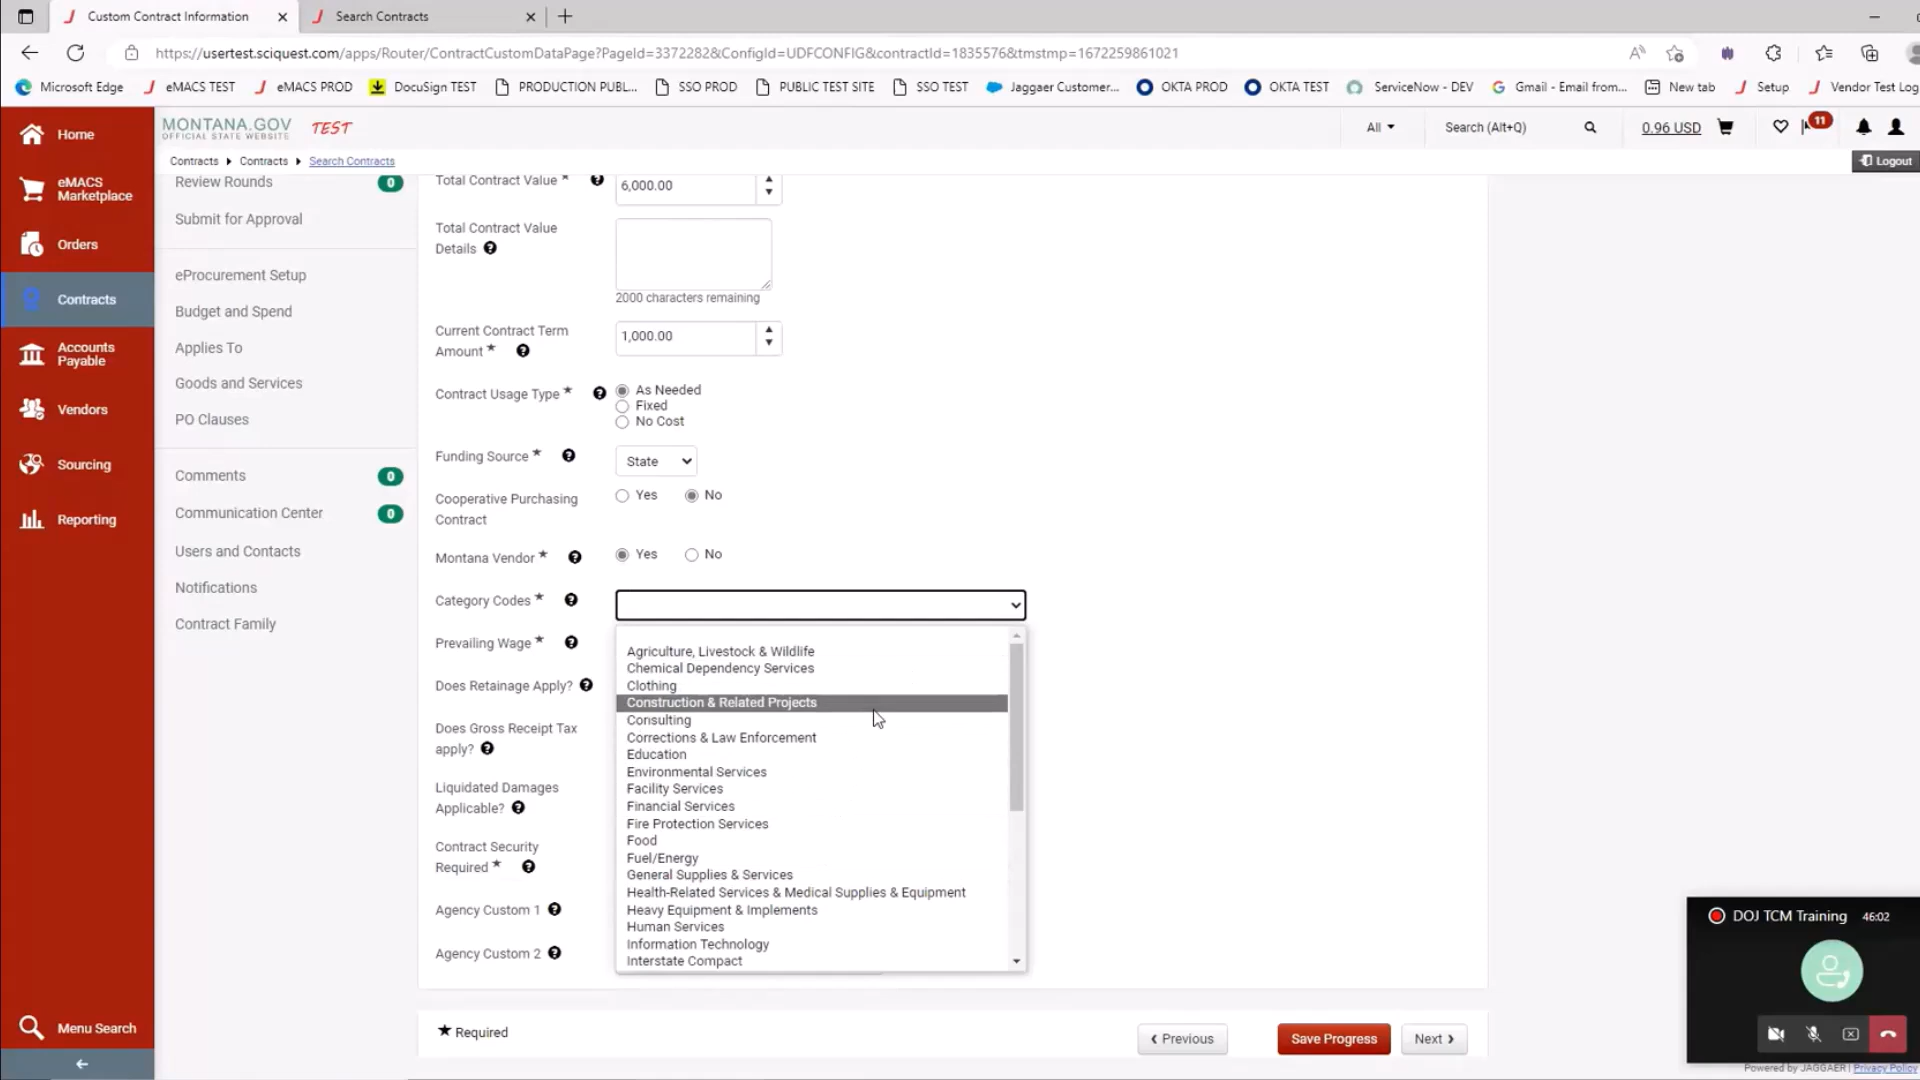 Custom Contract Information
Search Contracts
https://usertest.sciquest.com/apps/Router/ContractCustomDataPage?PageId=3372282&ConfigId=UDFCONFIG&contractId=1835576&tmstmp=1672259861021
Microsoft Edge
eMACS TEST
eMACS PROD
DocuSign TEST
PRODUCTION PUBL...
SSO PROD
PUBLIC TEST SITE
SSO TEST
Jaggaer Customer...
OKTA PROD
OKTA TEST
ServiceNow - DEV
Gmail - Email from...
New tab
Setup
Vendor Test Log
MONTANA.GOV
OFFICIAL STATE WEBSITE
TEST
All
Search (Alt+Q)
0.96 USD
11
Contracts
Contracts
Search Contracts
Logout
Home
eMACS
Marketplace
Orders
Contracts
Accounts
Payable
Vendors
Sourcing
Reporting
Menu Search
Review Rounds 0
Submit for Approval
eProcurement Setup
Budget and Spend
Applies To
Goods and Services
PO Clauses
Comments 0
Communication Center 0
Users and Contacts
Notifications
Contract Family
Total Contract Value * 6,000.00
Total Contract Value
Details
2000 characters remaining
Current Contract Term
Amount *
1,000.00
Contract Usage Type *
As Needed
Fixed
No Cost
Funding Source * State
Cooperative Purchasing
Contract
Yes No
Montana Vendor * Yes No
Category Codes *
Prevailing Wage *
Does Retainage Apply?
Does Gross Receipt Tax
apply?
Liquidated Damages
Applicable?
Contract Security
Required *
Agency Custom 1
Agency Custom 2
Agriculture, Livestock & Wildlife
Chemical Dependency Services
Clothing
Construction & Related Projects
Consulting
Corrections & Law Enforcement
Education
Environmental Services
Facility Services
Financial Services
Fire Protection Services
Food
Fuel/Energy
General Supplies & Services
Health-Related Services & Medical Supplies & Equipment
Heavy Equipment & Implements
Human Services
Information Technology
Interstate Compact
★ Required
Previous
Save Progress
Next
DOJ TCM Training 46:02
Powered by JAGGAER | Privacy Policy